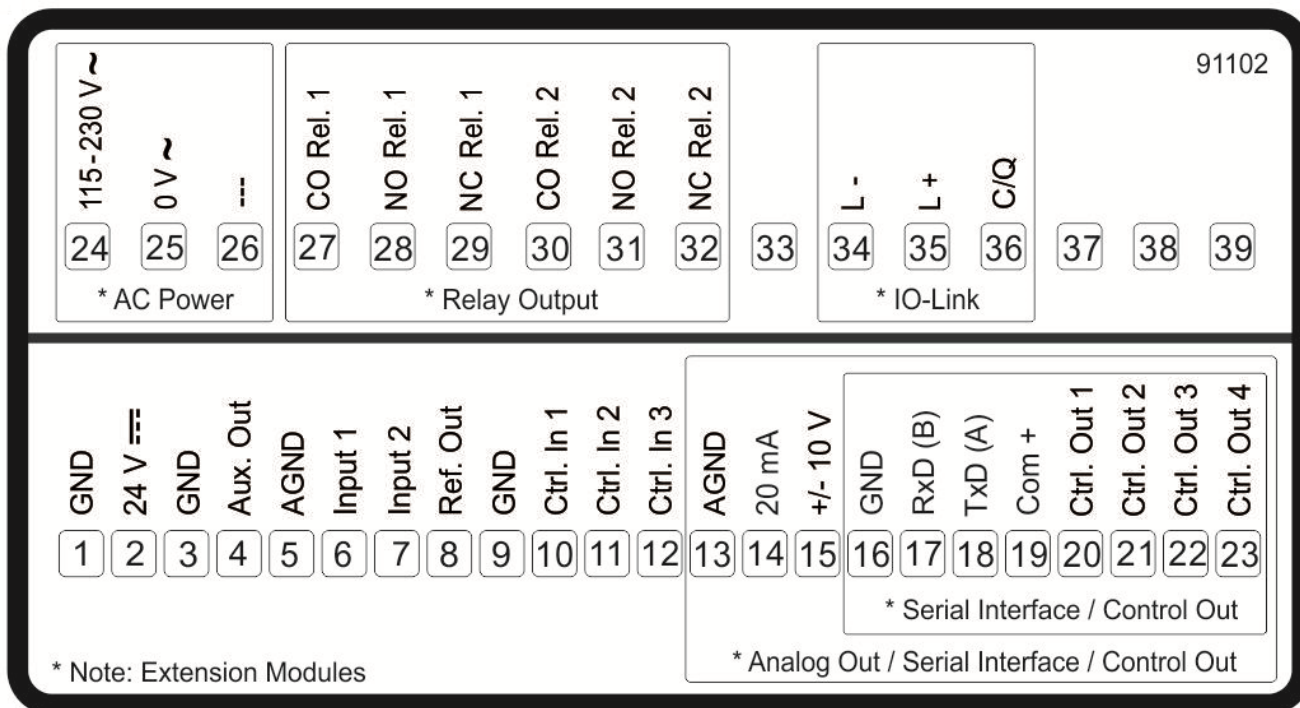 91102
115-230 V ~
0 V ~
---
CO Rel. 1
NO Rel. 1
NC Rel. 1
CO Rel. 2
NO Rel. 2
NC Rel. 2
L -
L +
C/Q
24 25 26 27 28 29 30 31 32 33 34 35 36 37 38 39
* AC Power
* Relay Output
* IO-Link
GND
24 V ⎓
GND
Aux. Out
AGND
Input 1
Input 2
Ref. Out
GND
Ctrl. In 1
Ctrl. In 2
Ctrl. In 3
AGND
20 mA
+/- 10 V
GND
RxD (B)
TxD (A)
Com +
Ctrl. Out 1
Ctrl. Out 2
Ctrl. Out 3
Ctrl. Out 4
1 2 3 4 5 6 7 8 9 10 11 12 13 14 15 16 17 18 19 20 21 22 23
* Serial Interface / Control Out
* Analog Out / Serial Interface / Control Out
* Note: Extension Modules